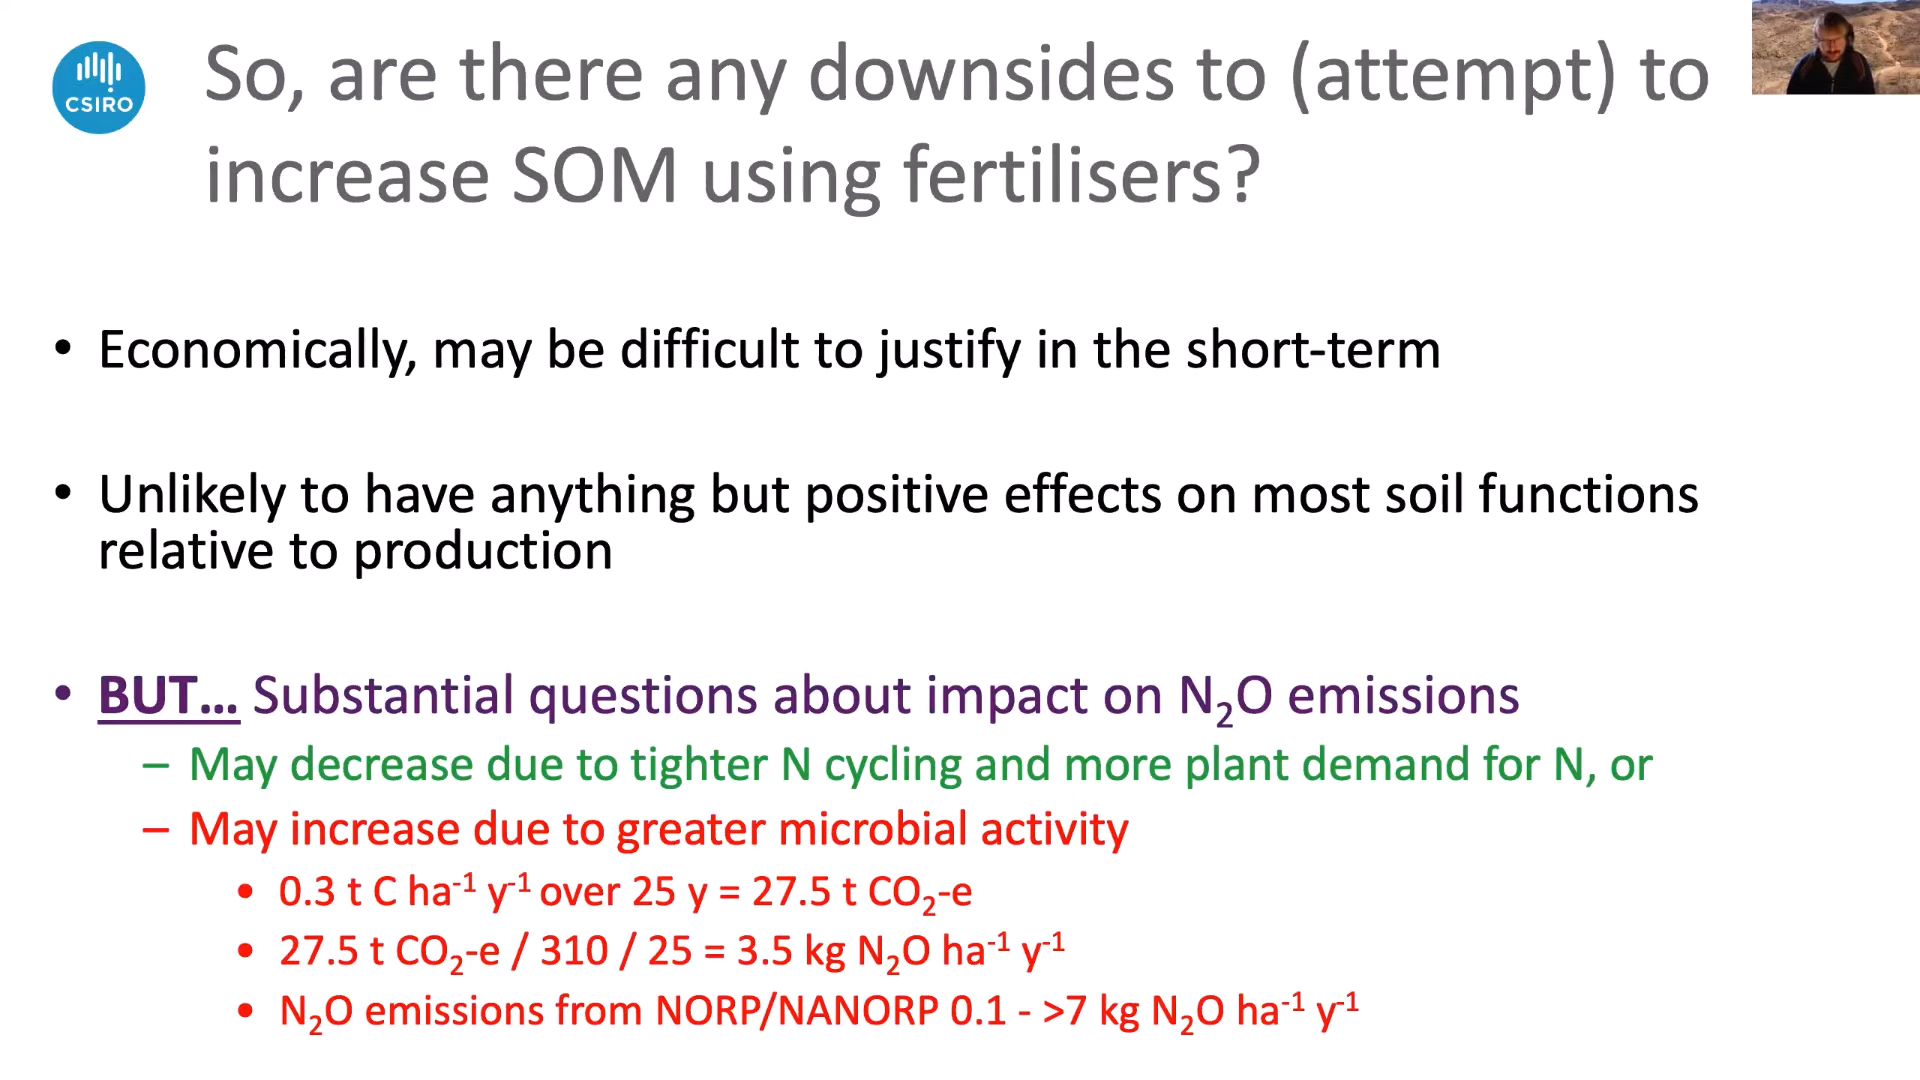 CSIRO
So, are there any downsides to (attempt) to
increase SOM using fertilisers?
• Economically, may be difficult to justify in the short-term
• Unlikely to have anything but positive effects on most soil functions
relative to production
• BUT... Substantial questions about impact on N₂O emissions
– May decrease due to tighter N cycling and more plant demand for N, or
– May increase due to greater microbial activity
• 0.3 t C ha⁻¹ y⁻¹ over 25 y = 27.5 t CO₂-e
• 27.5 t CO₂-e / 310 / 25 = 3.5 kg N₂O ha⁻¹ y⁻¹
• N₂O emissions from NORP/NANORP 0.1 - >7 kg N₂O ha⁻¹ y⁻¹